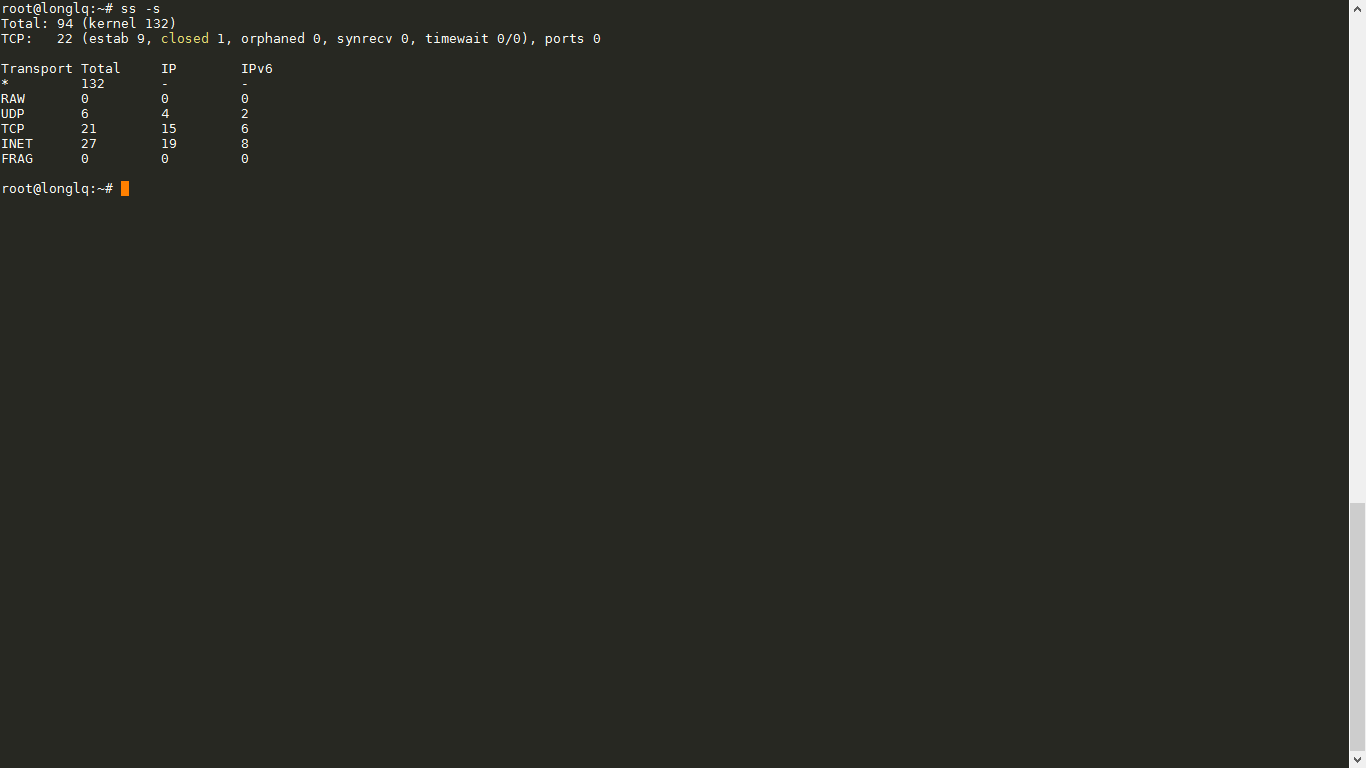 root@longlq:~# ss -s
Total: 94 (kernel 132)
TCP:   22 (estab 9, closed 1, orphaned 0, synrecv 0, timewait 0/0), ports 0

Transport Total     IP        IPv6
*         132       -         -
RAW       0         0         0
UDP       6         4         2
TCP       21        15        6
INET      27        19        8
FRAG      0         0         0

root@longlq:~#